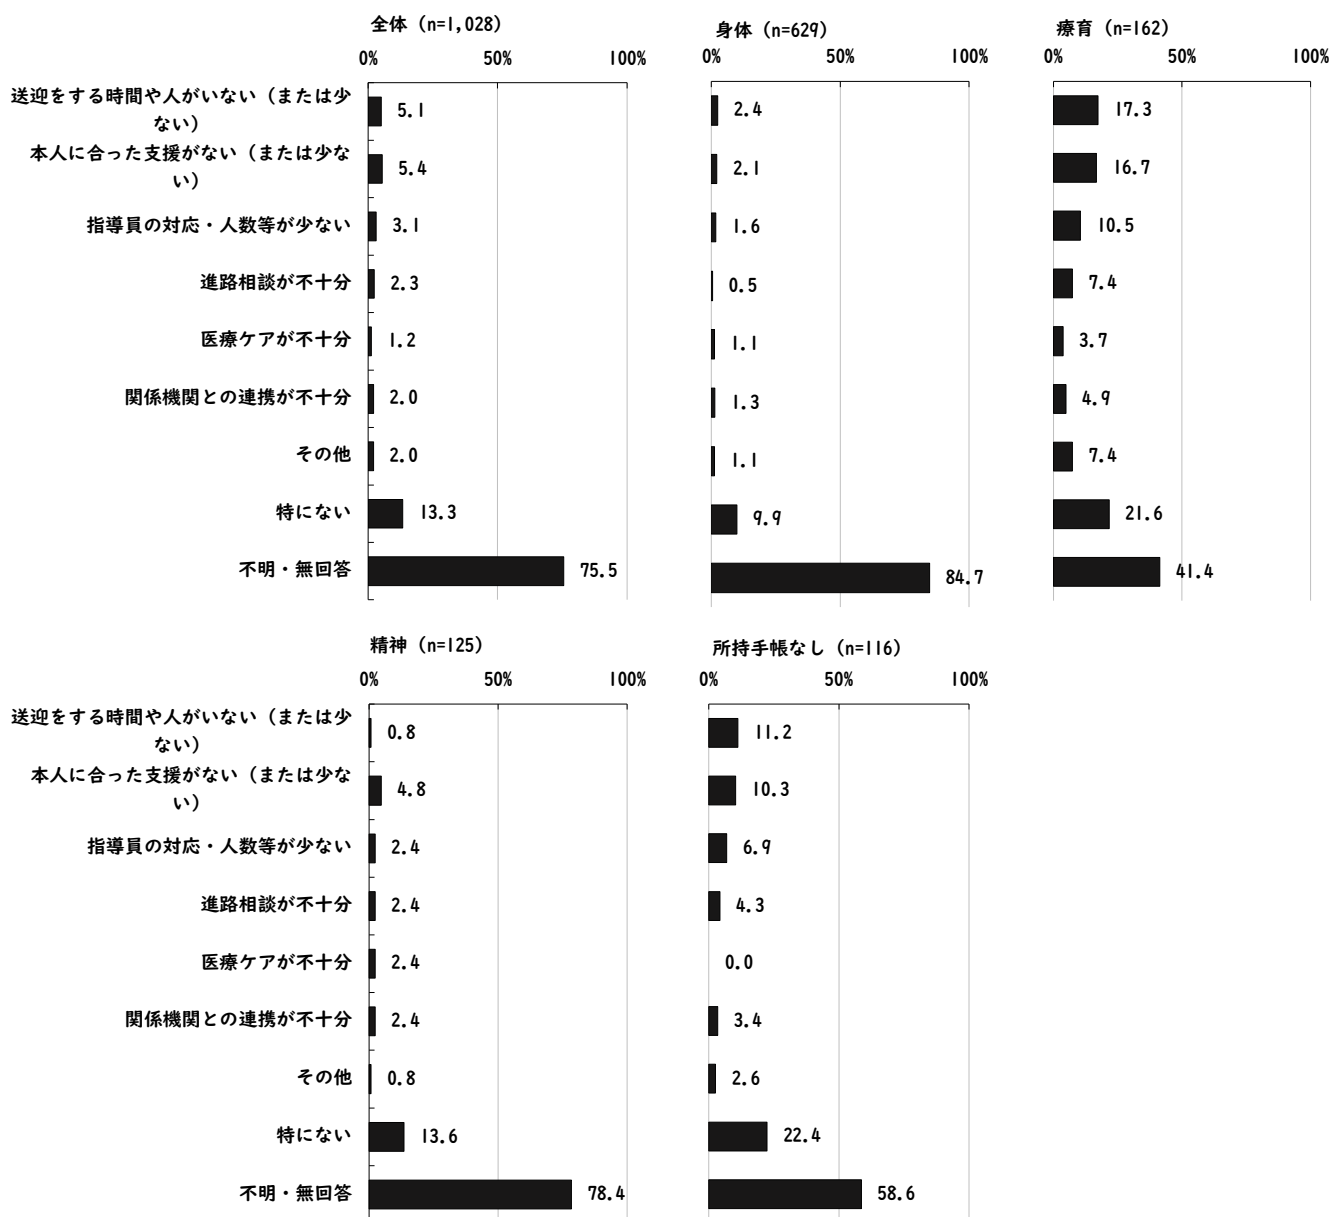 全体（n=1,028）
0% 50% 100%
送迎をする時間や人がいない（または少
ない）
5.1
本人に合った支援がない（または少な
い）
5.4
指導員の対応・人数等が少ない 3.1
進路相談が不十分 2.3
医療ケアが不十分 1.2
関係機関との連携が不十分 2.0
その他 2.0
特にない 13.3
不明・無回答 75.5
身体（n=629）
0% 50% 100%
2.4
2.1
1.6
0.5
1.1
1.3
1.1
9.9
84.7
療育（n=162）
0% 50% 100%
17.3
16.7
10.5
7.4
3.7
4.9
7.4
21.6
41.4
精神（n=125）
0% 50% 100%
送迎をする時間や人がいない（または少
ない）
0.8
本人に合った支援がない（または少な
い）
4.8
指導員の対応・人数等が少ない 2.4
進路相談が不十分 2.4
医療ケアが不十分 2.4
関係機関との連携が不十分 2.4
その他 0.8
特にない 13.6
不明・無回答 78.4
所持手帳なし（n=116）
0% 50% 100%
11.2
10.3
6.9
4.3
0.0
3.4
2.6
22.4
58.6